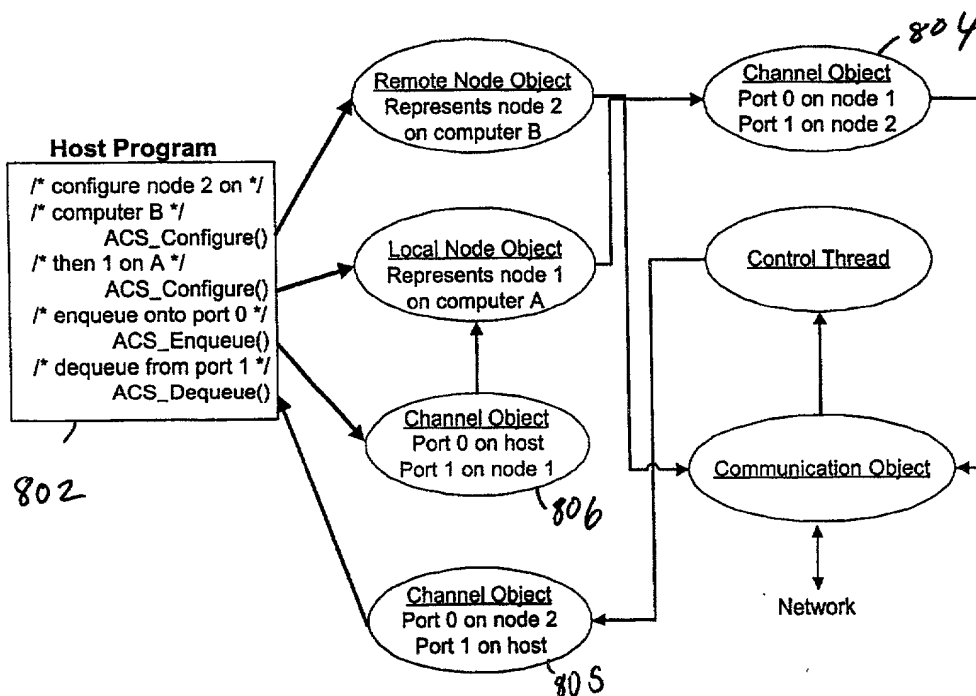 804
Remote Node Object
Represents node 2
on computer B
Channel Object
Port 0 on node 1
Port 1 on node 2
Host Program
/* configure node 2 on */
/* computer B */
ACS_Configure()
/* then 1 on A */
ACS_Configure()
/* enqueue onto port 0 */
ACS_Enqueue()
/* dequeue from port 1 */
ACS_Dequeue()
802
Local Node Object
Represents node 1
on computer A
Control Thread
Channel Object
Port 0 on host
Port 1 on node 1
806
Communication Object
Network
Channel Object
Port 0 on node 2
Port 1 on host
805